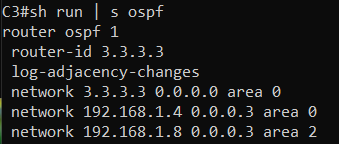 C3#sh run | s ospf
router ospf 1
 router-id 3.3.3.3
 log-adjacency-changes
 network 3.3.3.3 0.0.0.0 area 0
 network 192.168.1.4 0.0.0.3 area 0
 network 192.168.1.8 0.0.0.3 area 2